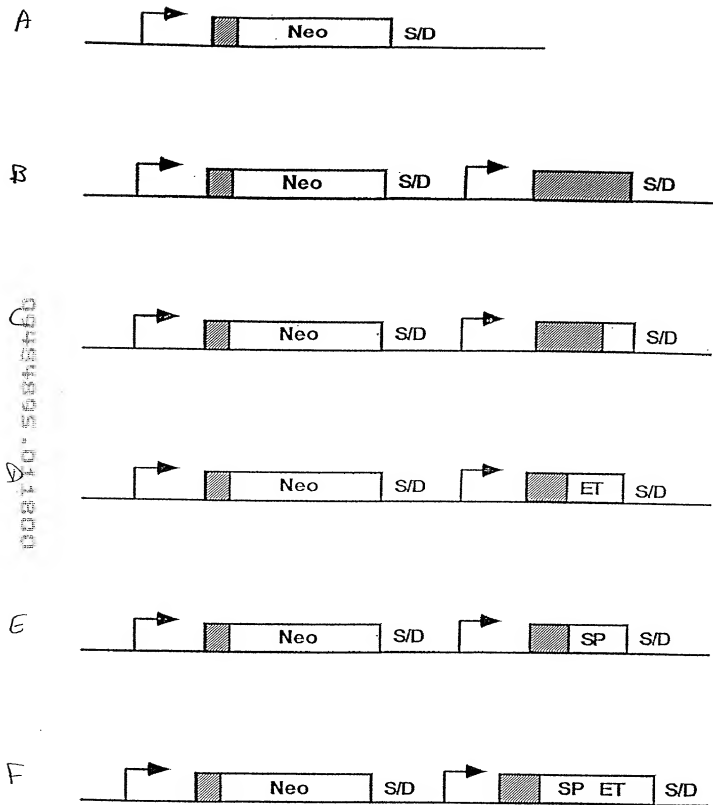 A
Neo S/D
B
Neo S/D S/D
C
Neo S/D S/D
D
Neo S/D ET S/D
E
Neo S/D SP S/D
F
Neo S/D SP ET S/D